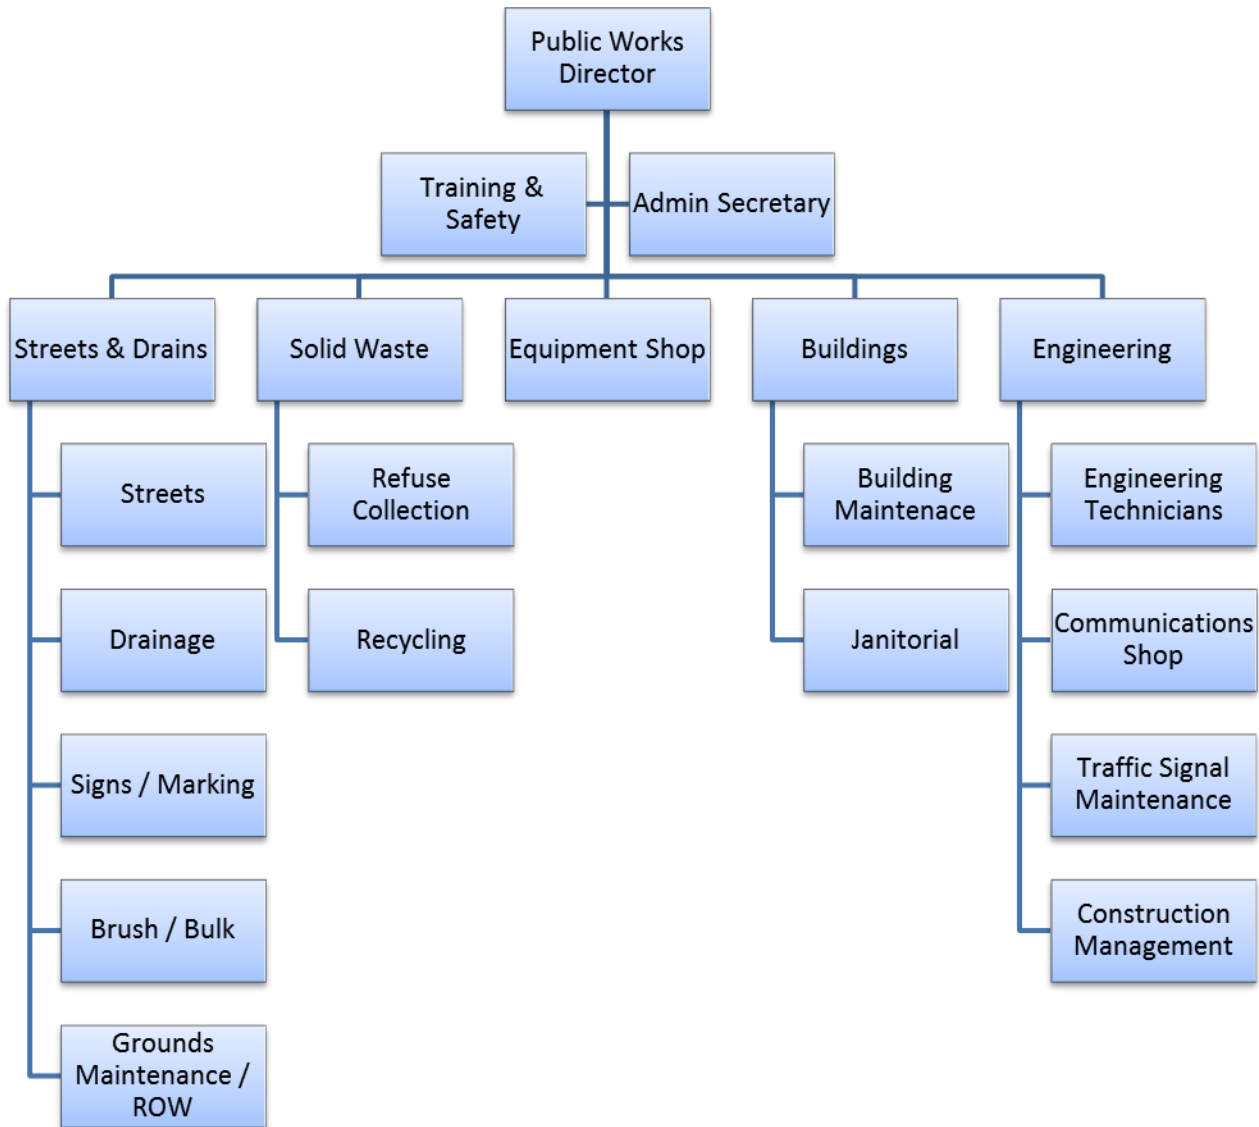 Public Works
Director
Training &
Safety
Admin Secretary
Streets & Drains
Solid Waste
Equipment Shop
Buildings
Engineering
Streets
Refuse
Collection
Building
Maintenace
Engineering
Technicians
Drainage
Recycling
Janitorial
Communications
Shop
Signs / Marking
Traffic Signal
Maintenance
Brush / Bulk
Construction
Management
Grounds
Maintenance /
ROW